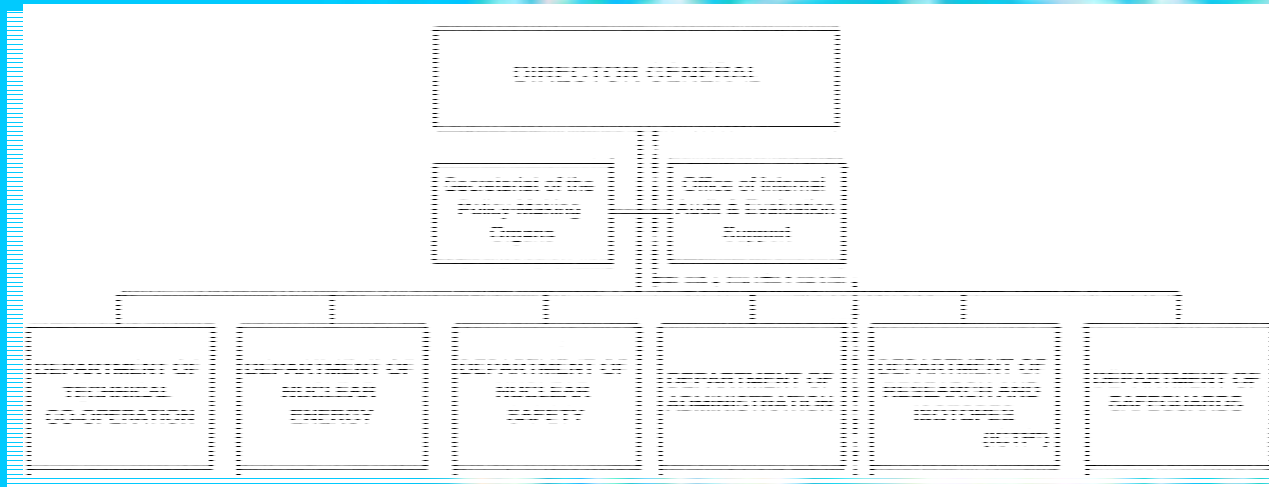 DIRECTOR GENERAL
Secretariat of the
Policy-Making
Organs
Office of Internal
Audit & Evaluation
Support
DEPARTMENT OF
TECHNICAL
CO-OPERATION
DEPARTMENT OF
NUCLEAR
ENERGY
DEPARTMENT OF
NUCLEAR
SAFETY
DEPARTMENT OF
ADMINISTRATION
DEPARTMENT OF
RESEARCH AND
ISOTOPES
DEPARTMENT OF
SAFEGUARDS